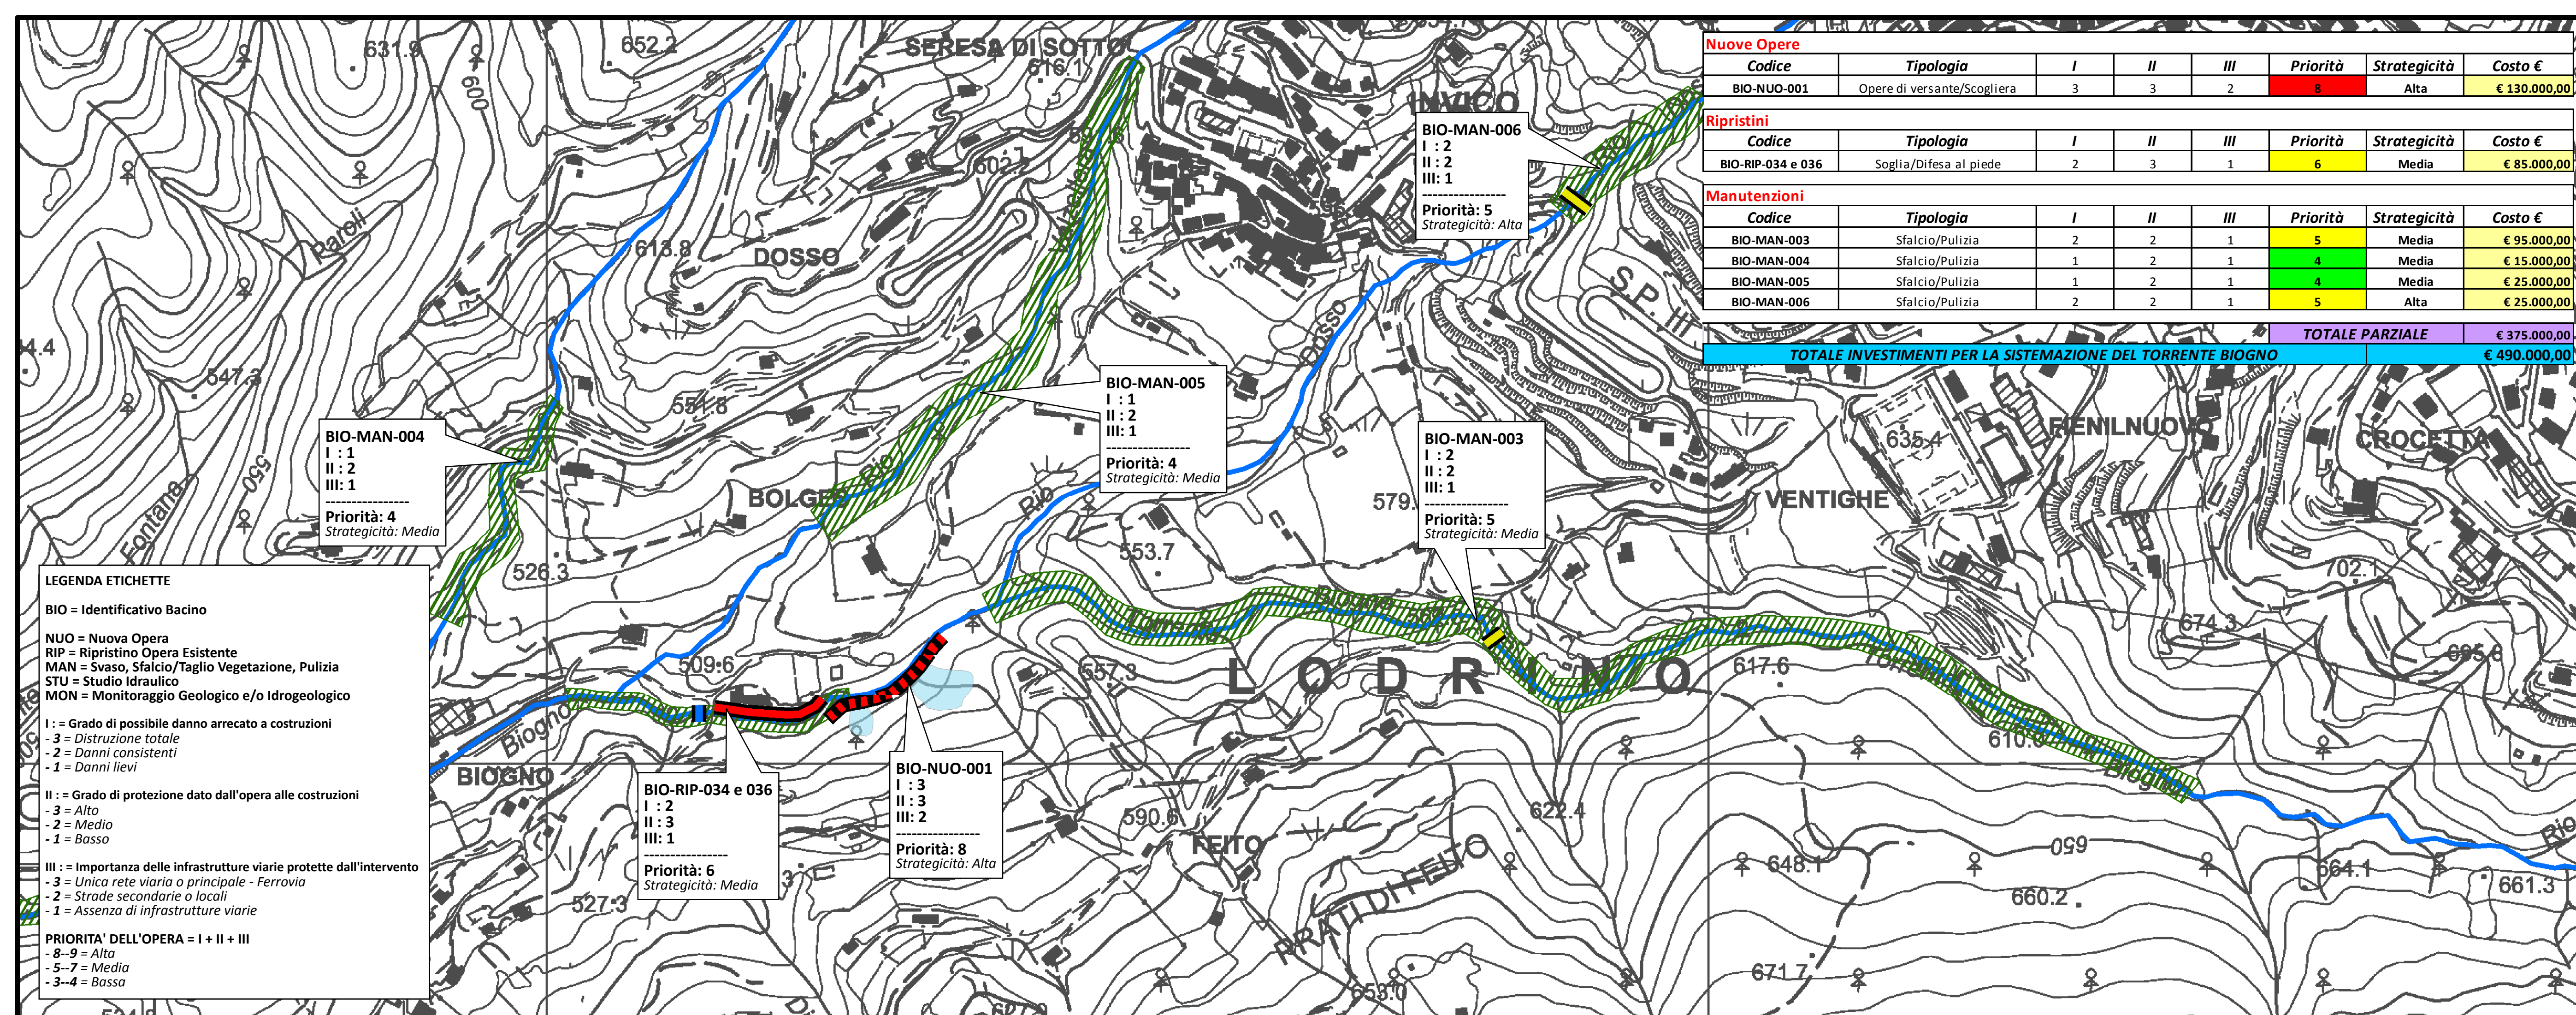 631.9
652.2
SERESA DI SOTTO
616.1
600
INVICO
602.2
Paroli
613.8
DOSSO
S.P. III
Dosso
547.3
551.8
Fontana
550
BOLGES
Rio
Rio
526.3
553.7
579.
635.4
FIENILNUOVO
CROCETTA
VENTIGHE
702.1
674.3
695.8
509.6
557.3
LODRINO
617.6
Biogno
Torrente
Biogno
BIOGNO
Biogno
590.6
FEITO
622.4
PRATI DI FEITO
648.1
650
664.1
661.3
Rio
660.2
527.3
671.7
653.0
BIO-MAN-006
I : 2
II : 2
III: 1
----------------
Priorità: 5
Strategicità: Alta
BIO-MAN-005
I : 1
II : 2
III: 1
----------------
Priorità: 4
Strategicità: Media
BIO-MAN-004
I : 1
II : 2
III: 1
----------------
Priorità: 4
Strategicità: Media
BIO-MAN-003
I : 2
II : 2
III: 1
----------------
Priorità: 5
Strategicità: Media
BIO-RIP-034 e 036
I : 2
II : 3
III: 1
----------------
Priorità: 6
Strategicità: Media
BIO-NUO-001
I : 3
II : 3
III: 2
----------------
Priorità: 8
Strategicità: Alta
Nuove Opere
Codice Tipologia I II III Priorità Strategicità Costo €
BIO-NUO-001 Opere di versante/Scogliera 3 3 2 8 Alta € 130.000,00
Ripristini
Codice Tipologia I II III Priorità Strategicità Costo €
BIO-RIP-034 e 036 Soglia/Difesa al piede 2 3 1 6 Media € 85.000,00
Manutenzioni
Codice Tipologia I II III Priorità Strategicità Costo €
BIO-MAN-003 Sfalcio/Pulizia 2 2 1 5 Media € 95.000,00
BIO-MAN-004 Sfalcio/Pulizia 1 2 1 4 Media € 15.000,00
BIO-MAN-005 Sfalcio/Pulizia 1 2 1 4 Media € 25.000,00
BIO-MAN-006 Sfalcio/Pulizia 2 2 1 5 Alta € 25.000,00
TOTALE PARZIALE € 375.000,00
TOTALE INVESTIMENTI PER LA SISTEMAZIONE DEL TORRENTE BIOGNO € 490.000,00
LEGENDA ETICHETTE
BIO = Identificativo Bacino
NUO = Nuova Opera
RIP = Ripristino Opera Esistente
MAN = Svaso, Sfalcio/Taglio Vegetazione, Pulizia
STU = Studio Idraulico
MON = Monitoraggio Geologico e/o Idrogeologico
I : = Grado di possibile danno arrecato a costruzioni
- 3 = Distruzione totale
- 2 = Danni consistenti
- 1 = Danni lievi
II : = Grado di protezione dato dall'opera alle costruzioni
- 3 = Alto
- 2 = Medio
- 1 = Basso
III : = Importanza delle infrastrutture viarie protette dall'intervento
- 3 = Unica rete viaria o principale - Ferrovia
- 2 = Strade secondarie o locali
- 1 = Assenza di infrastrutture viarie
PRIORITA' DELL'OPERA = I + II + III
- 8--9 = Alta
- 5--7 = Media
- 3--4 = Bassa